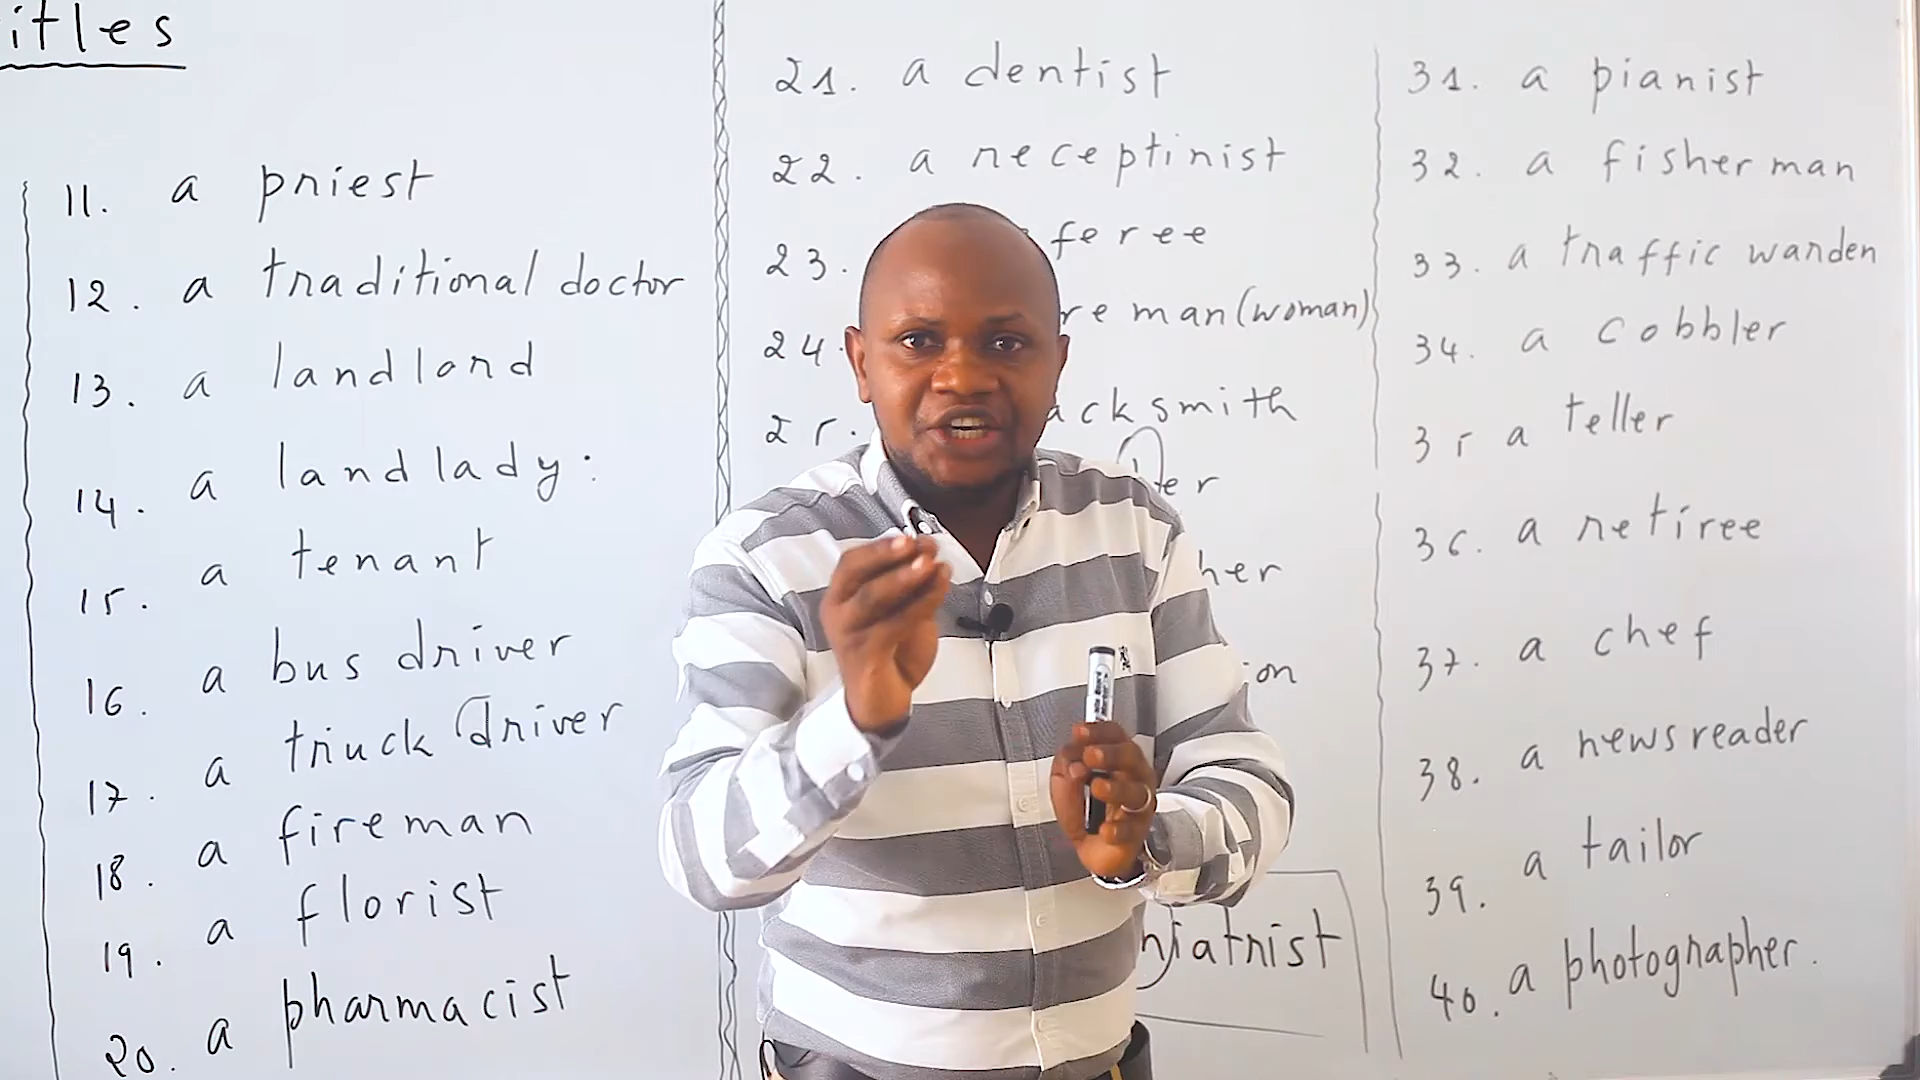 itles
11. a priest
12. a traditional doctor
13. a landlord
14. a landlady:
15. a tenant
16. a bus driver
17. a truck driver
18. a fireman
19. a florist
20. a pharmacist
21. a dentist
22. a receptinist
23. feree
24. re man (woman)
25. acksmith
er
her
ion
iatrist
31. a pianist
32. a fisherman
33. a traffic warden
34. a cobbler
35 a teller
36. a retiree
37. a chef
38. a newsreader
39. a tailor
40. a photographer.